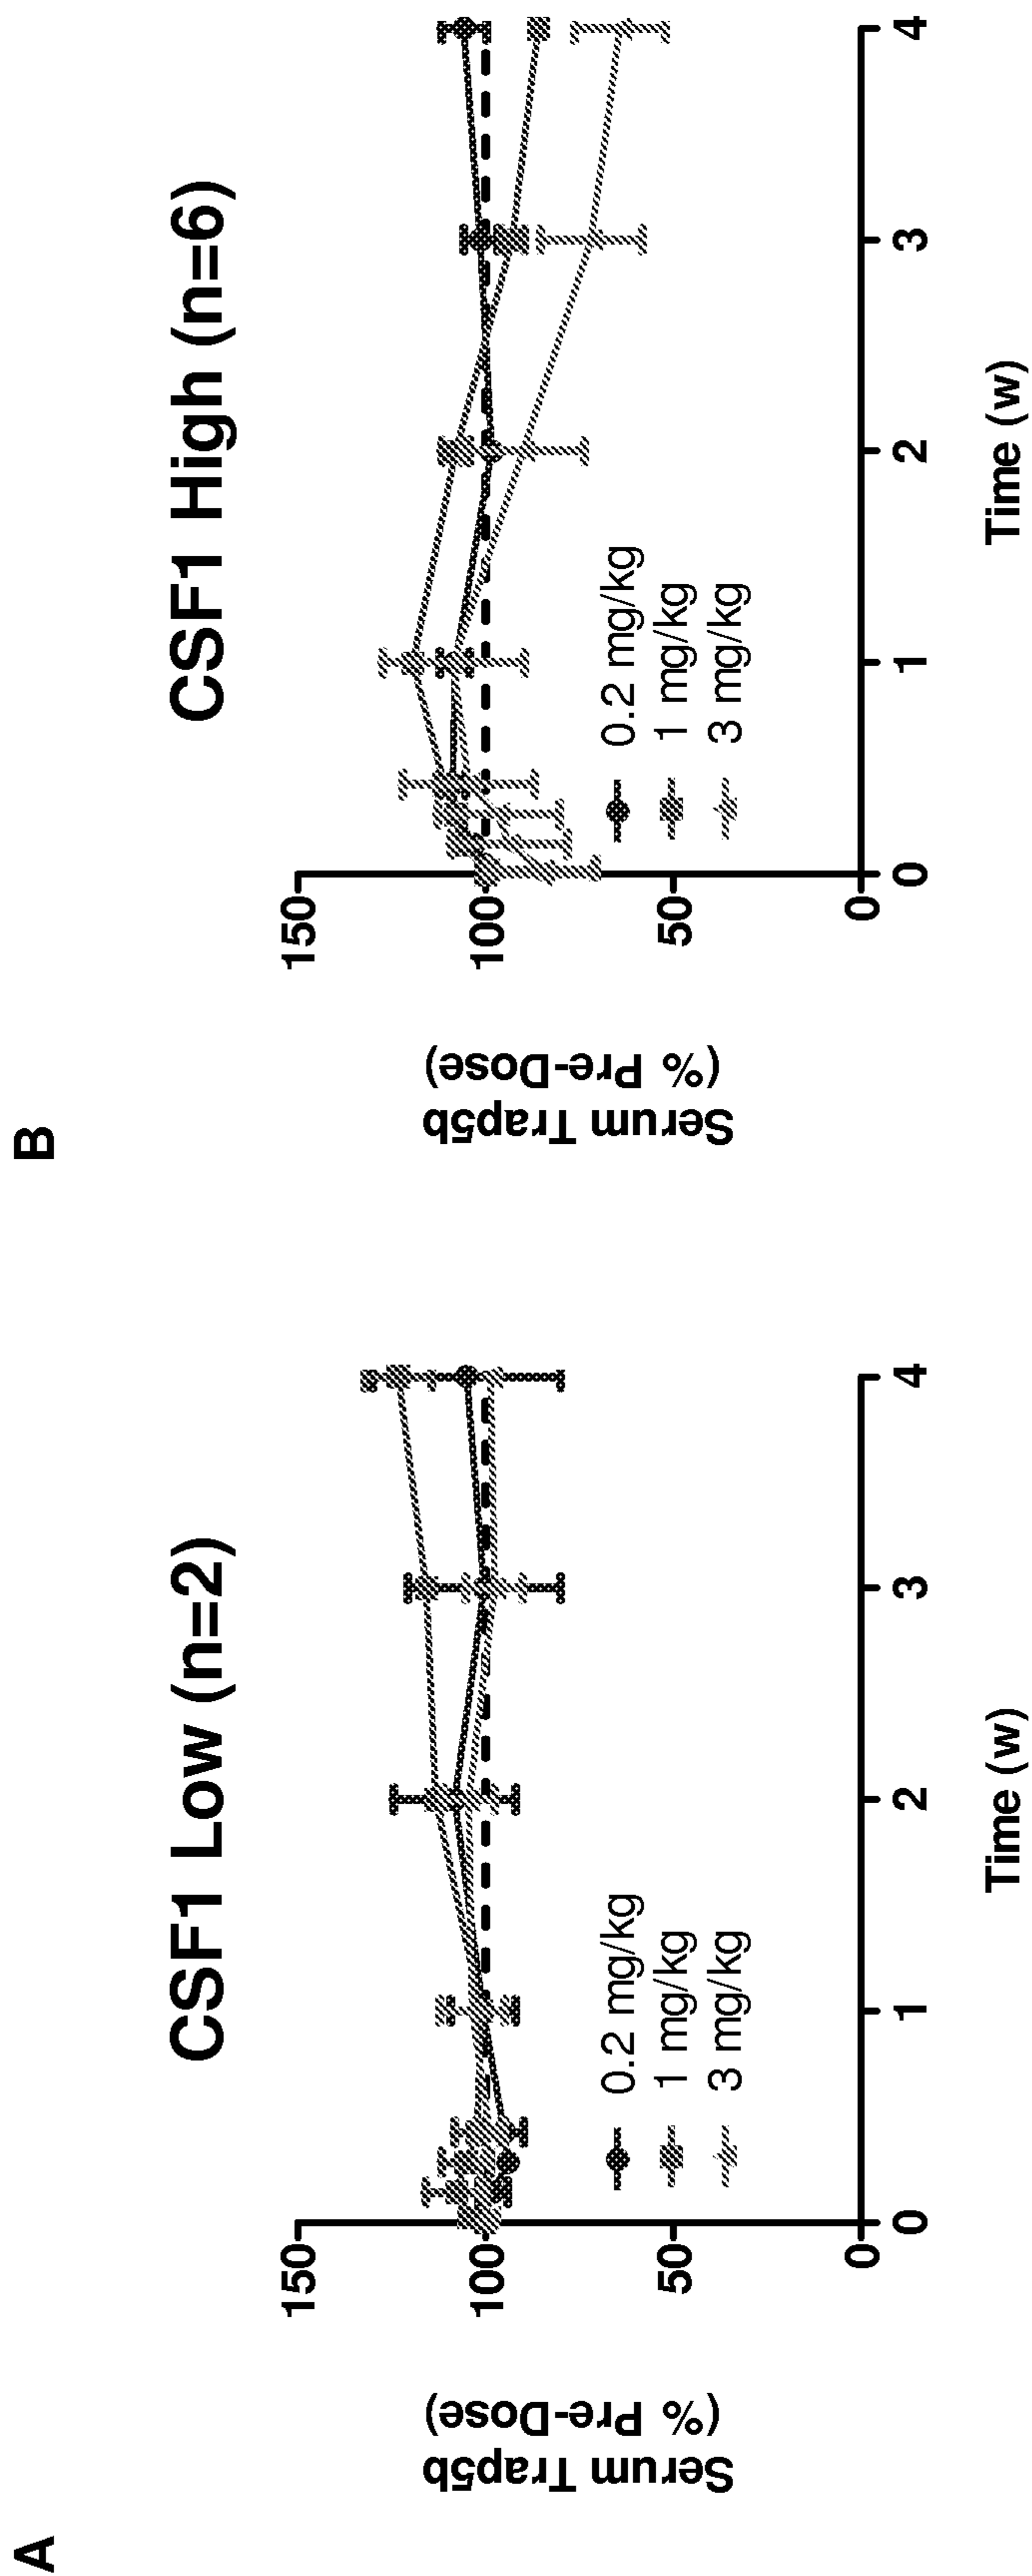 A
CSF1 Low (n=2)
Serum Trap5b
(% Pre-Dose)
150
100
50
0
0.2 mg/kg
1 mg/kg
3 mg/kg
0 1 2 3 4
Time (w)
B
CSF1 High (n=6)
Serum Trap5b
(% Pre-Dose)
150
100
50
0
0.2 mg/kg
1 mg/kg
3 mg/kg
0 1 2 3 4
Time (w)